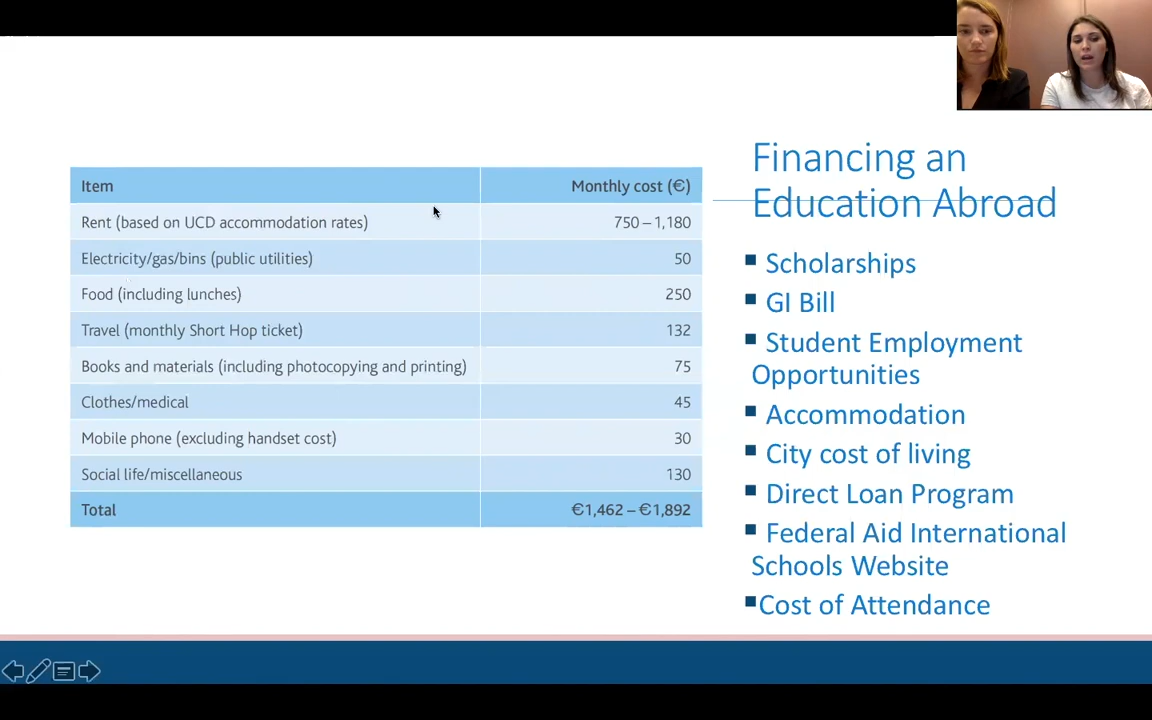 Item Monthly cost (€)
Rent (based on UCD accommodation rates) 750 – 1,180
Electricity/gas/bins (public utilities) 50
Food (including lunches) 250
Travel (monthly Short Hop ticket) 132
Books and materials (including photocopying and printing) 75
Clothes/medical 45
Mobile phone (excluding handset cost) 30
Social life/miscellaneous 130
Total €1,462 – €1,892
Financing an
Education Abroad
▪ Scholarships
▪ GI Bill
▪ Student Employment
Opportunities
▪ Accommodation
▪ City cost of living
▪ Direct Loan Program
▪ Federal Aid International
Schools Website
▪Cost of Attendance